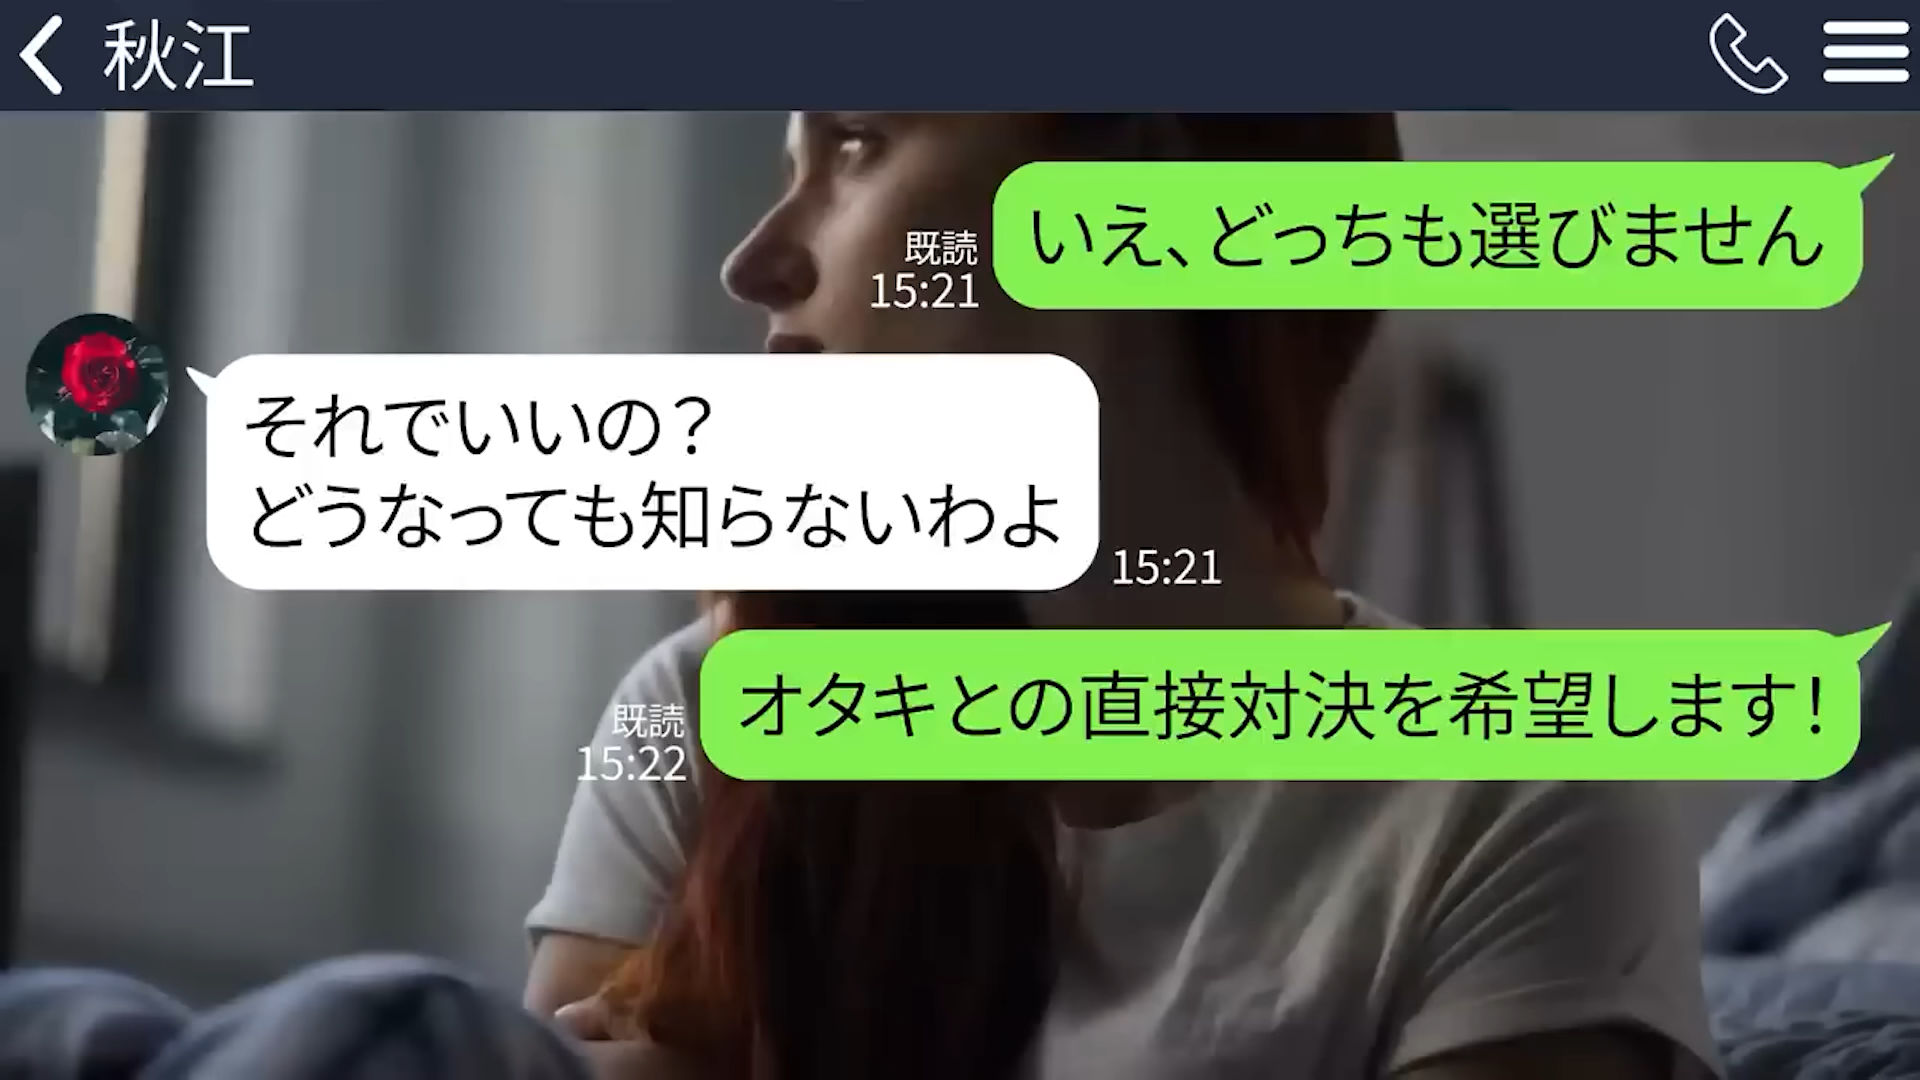 秋江
いえ、どっちも選びません
既読
15:21
それでいいの?
どうなっても知らないわよ
15:21
オタキとの直接対決を希望します!
既読
15:22